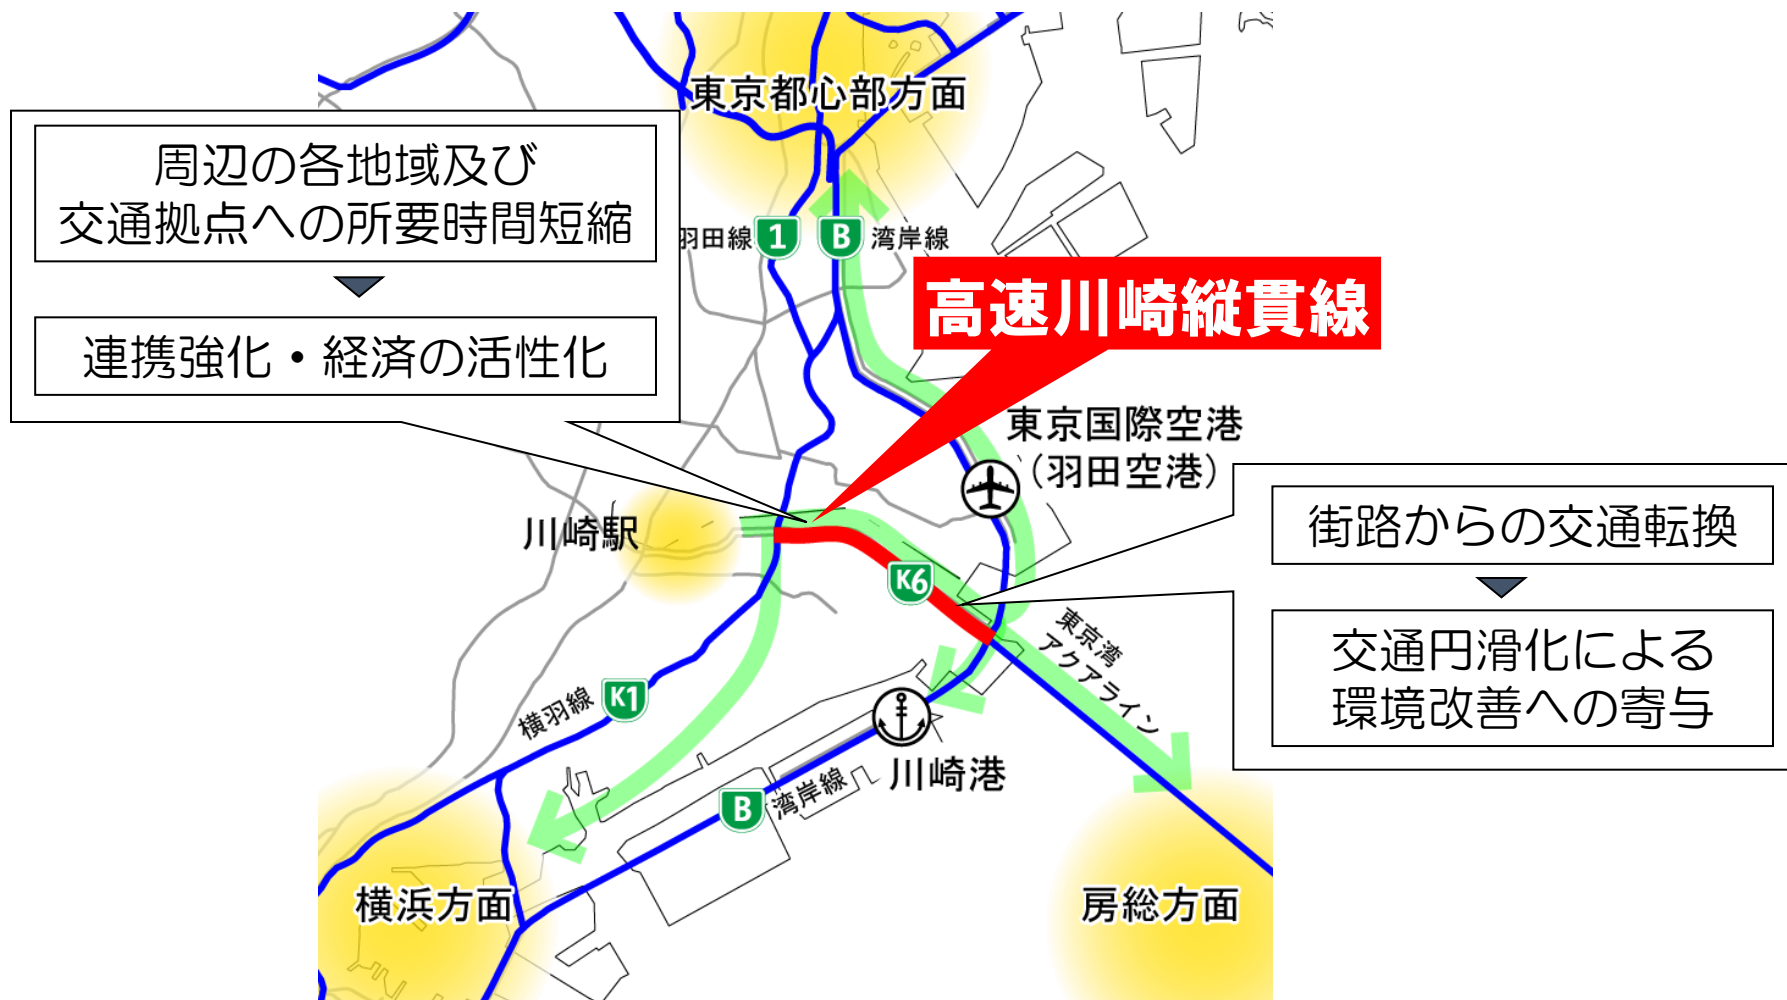 東京都心部方面
周辺の各地域及び
交通拠点への所要時間短縮
連携強化・経済の活性化
羽田線
1
B
湾岸線
高速川崎縦貫線
東京国際空港
（羽田空港）
川崎駅
K6
街路からの交通転換
交通円滑化による
環境改善への寄与
東京湾
アクアライン
横羽線
K1
川崎港
B
湾岸線
横浜方面
房総方面